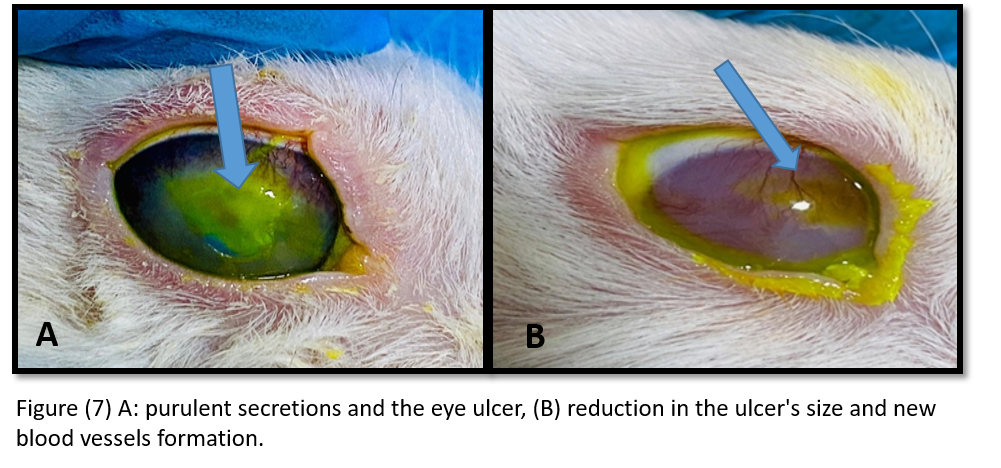 A
B
Figure (7) A: purulent secretions and the eye ulcer, (B) reduction in the ulcer's size and new
blood vessels formation.